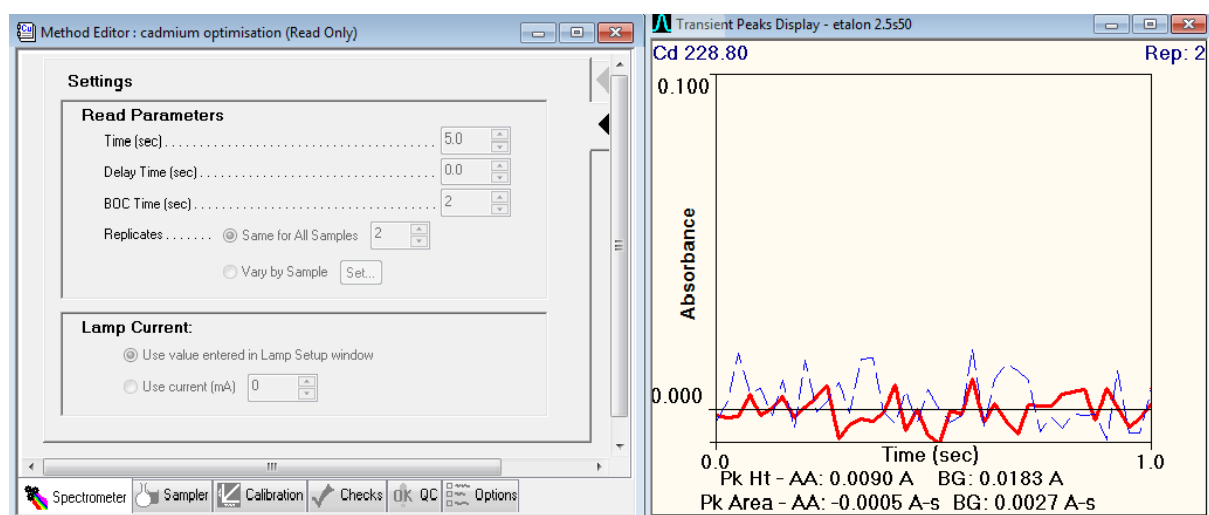 Method Editor : cadmium optimisation (Read Only)
Settings
Read Parameters
Time (sec)
5.0
Delay Time (sec)
0.0
BOC Time (sec)
2
Replicates
Same for All Samples
2
Vary by Sample
Set...
Lamp Current:
Use value entered in Lamp Setup window
Use current (mA)
0
Spectrometer
Sampler
Calibration
Checks
OK
QC
Options
Transient Peaks Display - etalon 2.5s50
Cd 228.80
Rep: 2
0.100
Absorbance
0.000
0.0
Time (sec)
1.0
Pk Ht - AA: 0.0090 A BG: 0.0183 A
Pk Area - AA: -0.0005 A-s BG: 0.0027 A-s